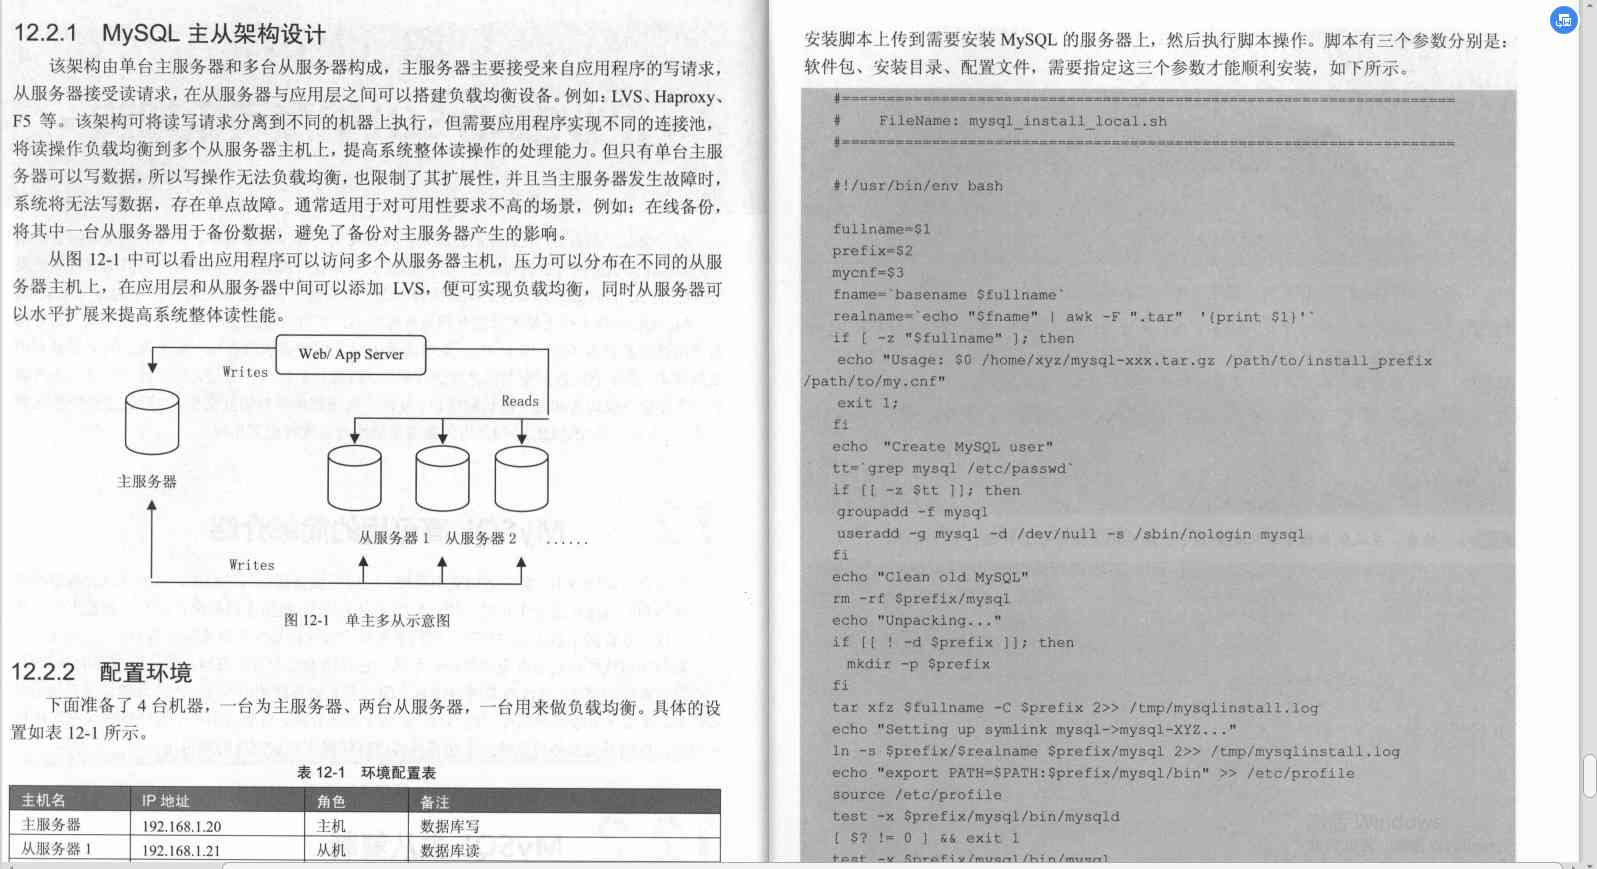 12.2.1 MySQL 主从架构设计
该架构由单台主服务器和多台从服务器构成，主服务器主要接受来自应用程序的写请求，
从服务器接受读请求，在从服务器与应用层之间可以搭建负载均衡设备。例如：LVS、Haproxy、
F5 等。该架构可将读写请求分离到不同的机器上执行，但需要应用程序实现不同的连接池，
将读操作负载均衡到多个从服务器主机上，提高系统整体读操作的处理能力。但只有单台主服
务器可以写数据，所以写操作无法负载均衡，也限制了其扩展性，并且当主服务器发生故障时，
系统将无法写数据，存在单点故障。通常适用于对可用性要求不高的场景，例如：在线备份，
将其中一台从服务器用于备份数据，避免了备份对主服务器产生的影响。
从图 12-1 中可以看出应用程序可以访问多个从服务器主机，压力可以分布在不同的从服
务器主机上，在应用层和从服务器中间可以添加 LVS，便可实现负载均衡，同时从服务器可
以水平扩展来提高系统整体读性能。
Web/ App Server
Writes
Reads
主服务器
从服务器 1 从服务器 2 ......
Writes
图 12-1 单主多从示意图
12.2.2 配置环境
下面准备了 4 台机器，一台为主服务器、两台从服务器，一台用来做负载均衡。具体的设
置如表 12-1 所示。
表 12-1 环境配置表
主机名 IP 地址 角色 备注
主服务器 192.168.1.20 主机 数据库写
从服务器 1 192.168.1.21 从机 数据库读
安装脚本上传到需要安装 MySQL 的服务器上，然后执行脚本操作。脚本有三个参数分别是：
软件包、安装目录、配置文件，需要指定这三个参数才能顺利安装，如下所示。
#====================================================================
# FileName: mysql_install_local.sh
#====================================================================
#!/usr/bin/env bash
fullname=$1
prefix=$2
mycnf=$3
fname=`basename $fullname`
realname=`echo "$fname" | awk -F ".tar" '{print $1}'`
if [ -z "$fullname" ]; then
echo "Usage: $0 /home/xyz/mysql-xxx.tar.gz /path/to/install_prefix
/path/to/my.cnf"
exit 1;
fi
echo "Create MySQL user"
tt=`grep mysql /etc/passwd`
if [[ -z $tt ]]; then
groupadd -f mysql
useradd -g mysql -d /dev/null -s /sbin/nologin mysql
fi
echo "Clean old MySQL"
rm -rf $prefix/mysql
echo "Unpacking..."
if [[ ! -d $prefix ]]; then
mkdir -p $prefix
fi
tar xfz $fullname -C $prefix 2>> /tmp/mysqlinstall.log
echo "Setting up symlink mysql->mysql-XYZ..."
ln -s $prefix/$realname $prefix/mysql 2>> /tmp/mysqlinstall.log
echo "export PATH=$PATH:$prefix/mysql/bin" >> /etc/profile
source /etc/profile
test -x $prefix/mysql/bin/mysqld
[ $? != 0 ] && exit 1
test -x $prefix/mysql/bin/mysql